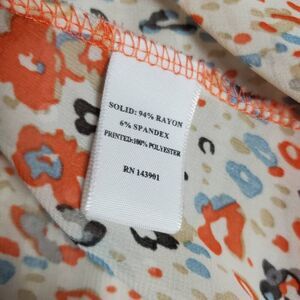 SOLID: 94% RAYON
6% SPANDEX
PRINTED:100% POLYESTER
RN 143901